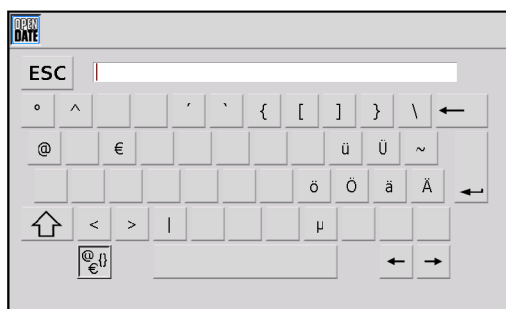 OPEN
DATE
ESC
° ^ ´ ` { [ ] } \ ←
@ € ü Ü ~
ö Ö ä Ä ↵
⇧ < > | µ
@ {} €
← →